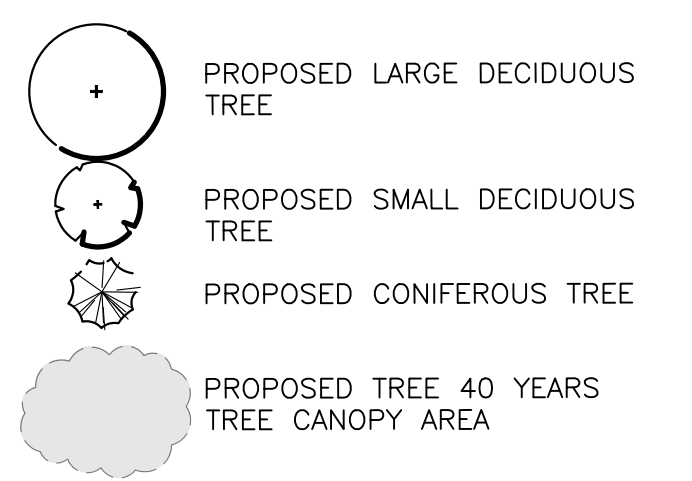 PROPOSED LARGE DECIDUOUS
TREE
PROPOSED SMALL DECIDUOUS
TREE
PROPOSED CONIFEROUS TREE
PROPOSED TREE 40 YEARS
TREE CANOPY AREA